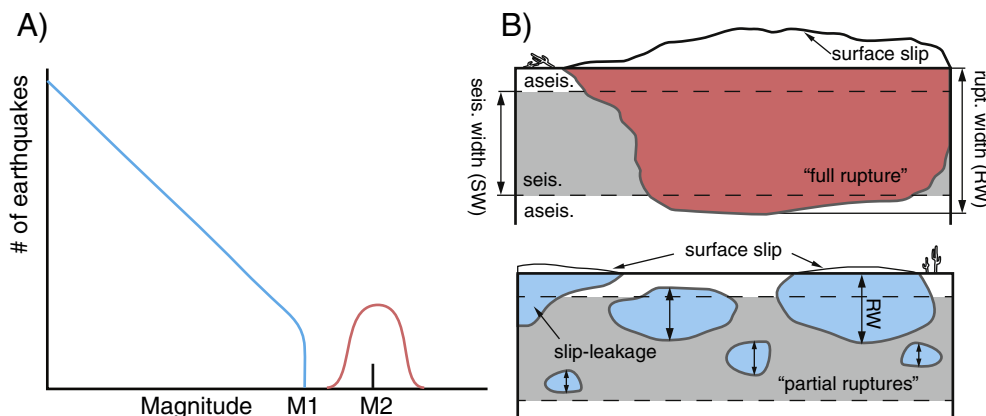 A)
# of earthquakes
Magnitude
M1
M2
B)
surface slip
aseis.
seis. width (SW)
seis.
aseis.
"full rupture"
rupt. width (RW)
surface slip
RW
slip-leakage
"partial ruptures"